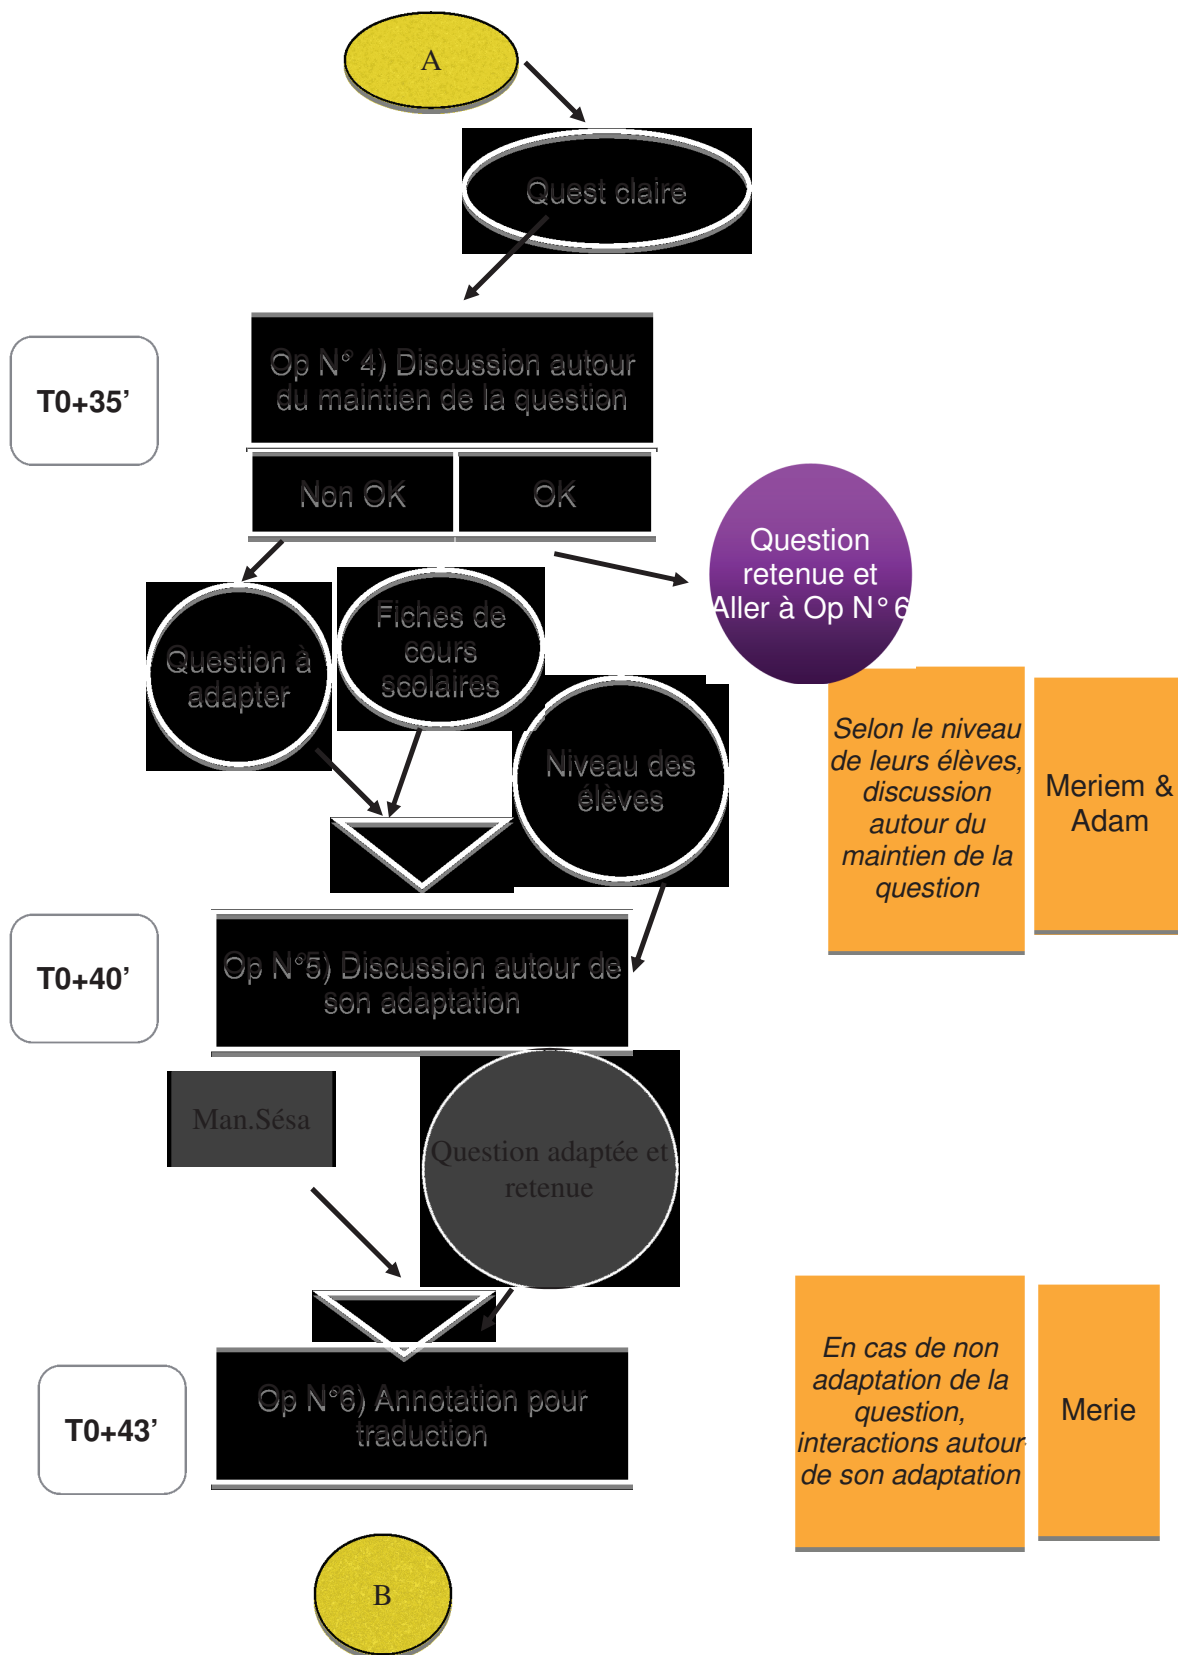 A
Quest claire
T0+35’
Op N° 4) Discussion autour
du maintien de la question
Non OK
OK
Question
retenue et
Aller à Op N° 6
Question à
adapter
Fiches de
cours
scolaires
Niveau des
élèves
Selon le niveau
de leurs élèves,
discussion
autour du
maintien de la
question
Meriem &
Adam
T0+40’
Op N°5) Discussion autour de
son adaptation
Man.Sésa
Question adaptée et
retenue
T0+43’
Op N°6) Annotation pour
traduction
En cas de non
adaptation de la
question,
interactions autour
de son adaptation
Merie
B